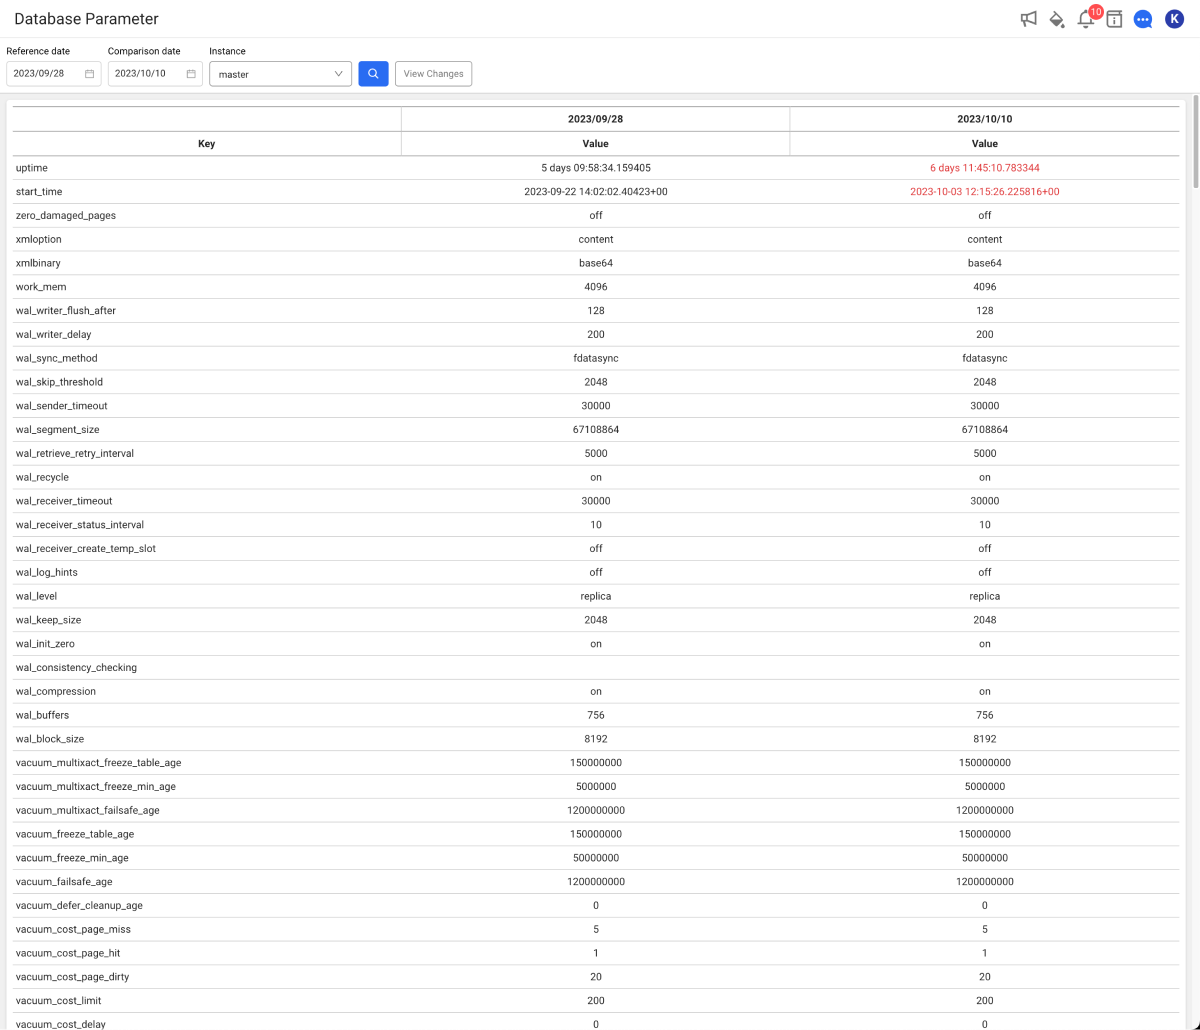 Database Parameter
10
K
Reference date Comparison date Instance
2023/09/28 2023/10/10 master View Changes
2023/09/28 2023/10/10
Key Value Value
uptime 5 days 09:58:34.159405 6 days 11:45:10.783344
start_time 2023-09-22 14:02:02.40423+00 2023-10-03 12:15:26.225816+00
zero_damaged_pages off off
xmloption content content
xmlbinary base64 base64
work_mem 4096 4096
wal_writer_flush_after 128 128
wal_writer_delay 200 200
wal_sync_method fdatasync fdatasync
wal_skip_threshold 2048 2048
wal_sender_timeout 30000 30000
wal_segment_size 67108864 67108864
wal_retrieve_retry_interval 5000 5000
wal_recycle on on
wal_receiver_timeout 30000 30000
wal_receiver_status_interval 10 10
wal_receiver_create_temp_slot off off
wal_log_hints off off
wal_level replica replica
wal_keep_size 2048 2048
wal_init_zero on on
wal_consistency_checking
wal_compression on on
wal_buffers 756 756
wal_block_size 8192 8192
vacuum_multixact_freeze_table_age 150000000 150000000
vacuum_multixact_freeze_min_age 5000000 5000000
vacuum_multixact_failsafe_age 1200000000 1200000000
vacuum_freeze_table_age 150000000 150000000
vacuum_freeze_min_age 50000000 50000000
vacuum_failsafe_age 1200000000 1200000000
vacuum_defer_cleanup_age 0 0
vacuum_cost_page_miss 5 5
vacuum_cost_page_hit 1 1
vacuum_cost_page_dirty 20 20
vacuum_cost_limit 200 200
vacuum_cost_delay 0 0